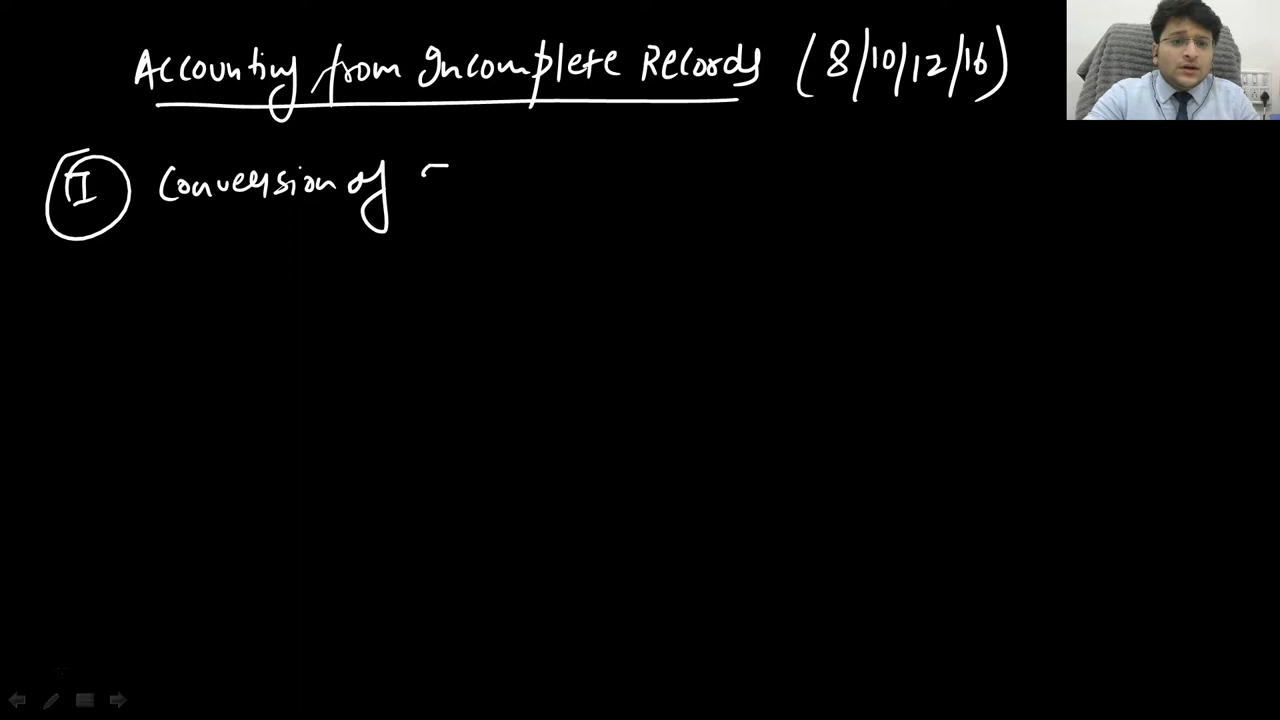 Accounting from Incomplete Records (8/10/12/16)
I Conversion of